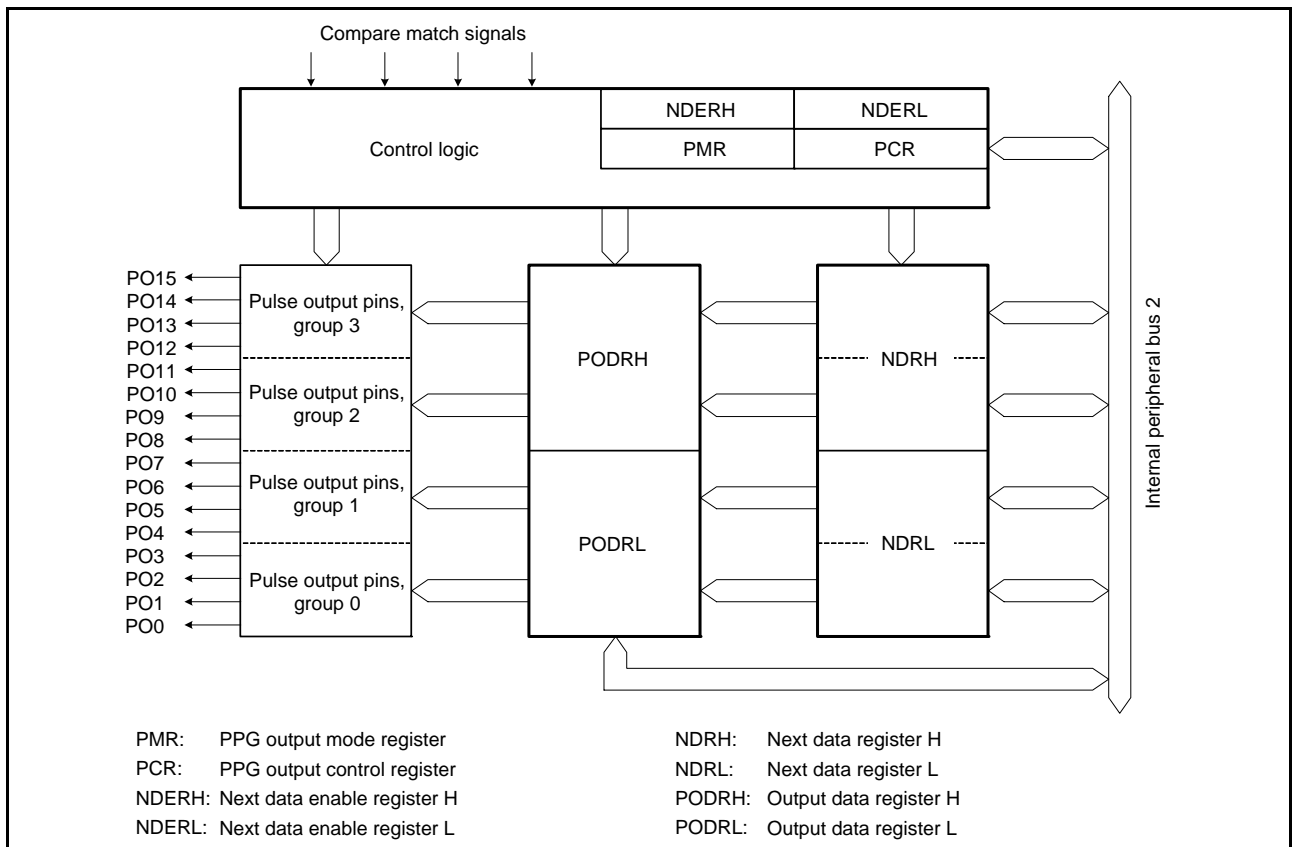 Compare match signals
NDERH
NDERL
Control logic
PMR
PCR
PO15
PO14
PO13
PO12
PO11
PO10
PO9
PO8
PO7
PO6
PO5
PO4
PO3
PO2
PO1
PO0
Pulse output pins,
group 3
Pulse output pins,
group 2
Pulse output pins,
group 1
Pulse output pins,
group 0
PODRH
PODRL
NDRH
NDRL
Internal peripheral bus 2
PMR: PPG output mode register
PCR: PPG output control register
NDERH: Next data enable register H
NDERL: Next data enable register L
NDRH: Next data register H
NDRL: Next data register L
PODRH: Output data register H
PODRL: Output data register L